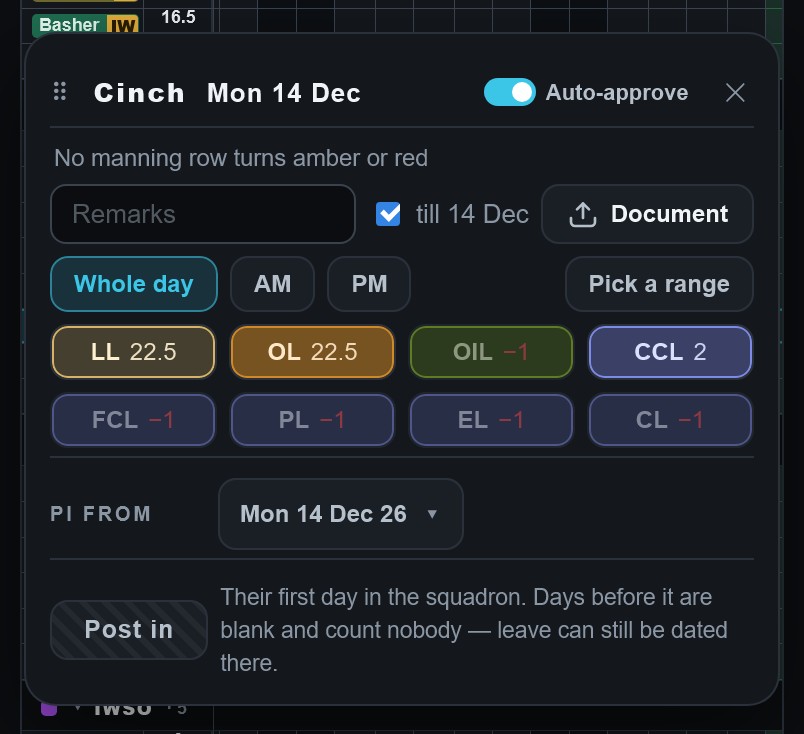 Basher IW 16.5
Cinch Mon 14 Dec Auto-approve
No manning row turns amber or red
Remarks till 14 Dec Document
Whole day AM PM Pick a range
LL 22.5 OL 22.5 OIL −1 CCL 2
FCL −1 PL −1 EL −1 CL −1
PI FROM Mon 14 Dec 26
Their first day in the squadron. Days before it are
Post in blank and count nobody — leave can still be dated
there.
IWSO · 5